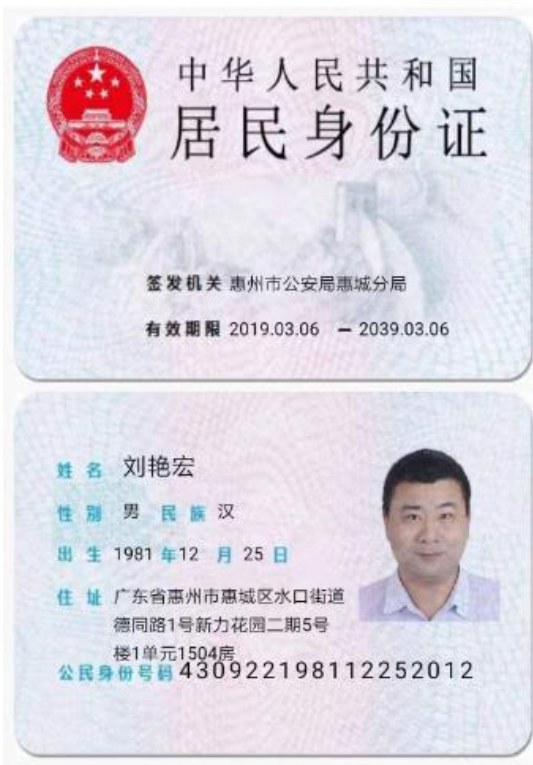 中华人民共和国
居民身份证
签发机关 惠州市公安局惠城分局
有效期限 2019.03.06 － 2039.03.06
姓名 刘艳宏
性别 男 民族 汉
出生 1981 年 12 月 25 日
住址 广东省惠州市惠城区水口街道
德同路1号新力花园二期5号
楼1单元1504房
公民身份号码 430922198112252012